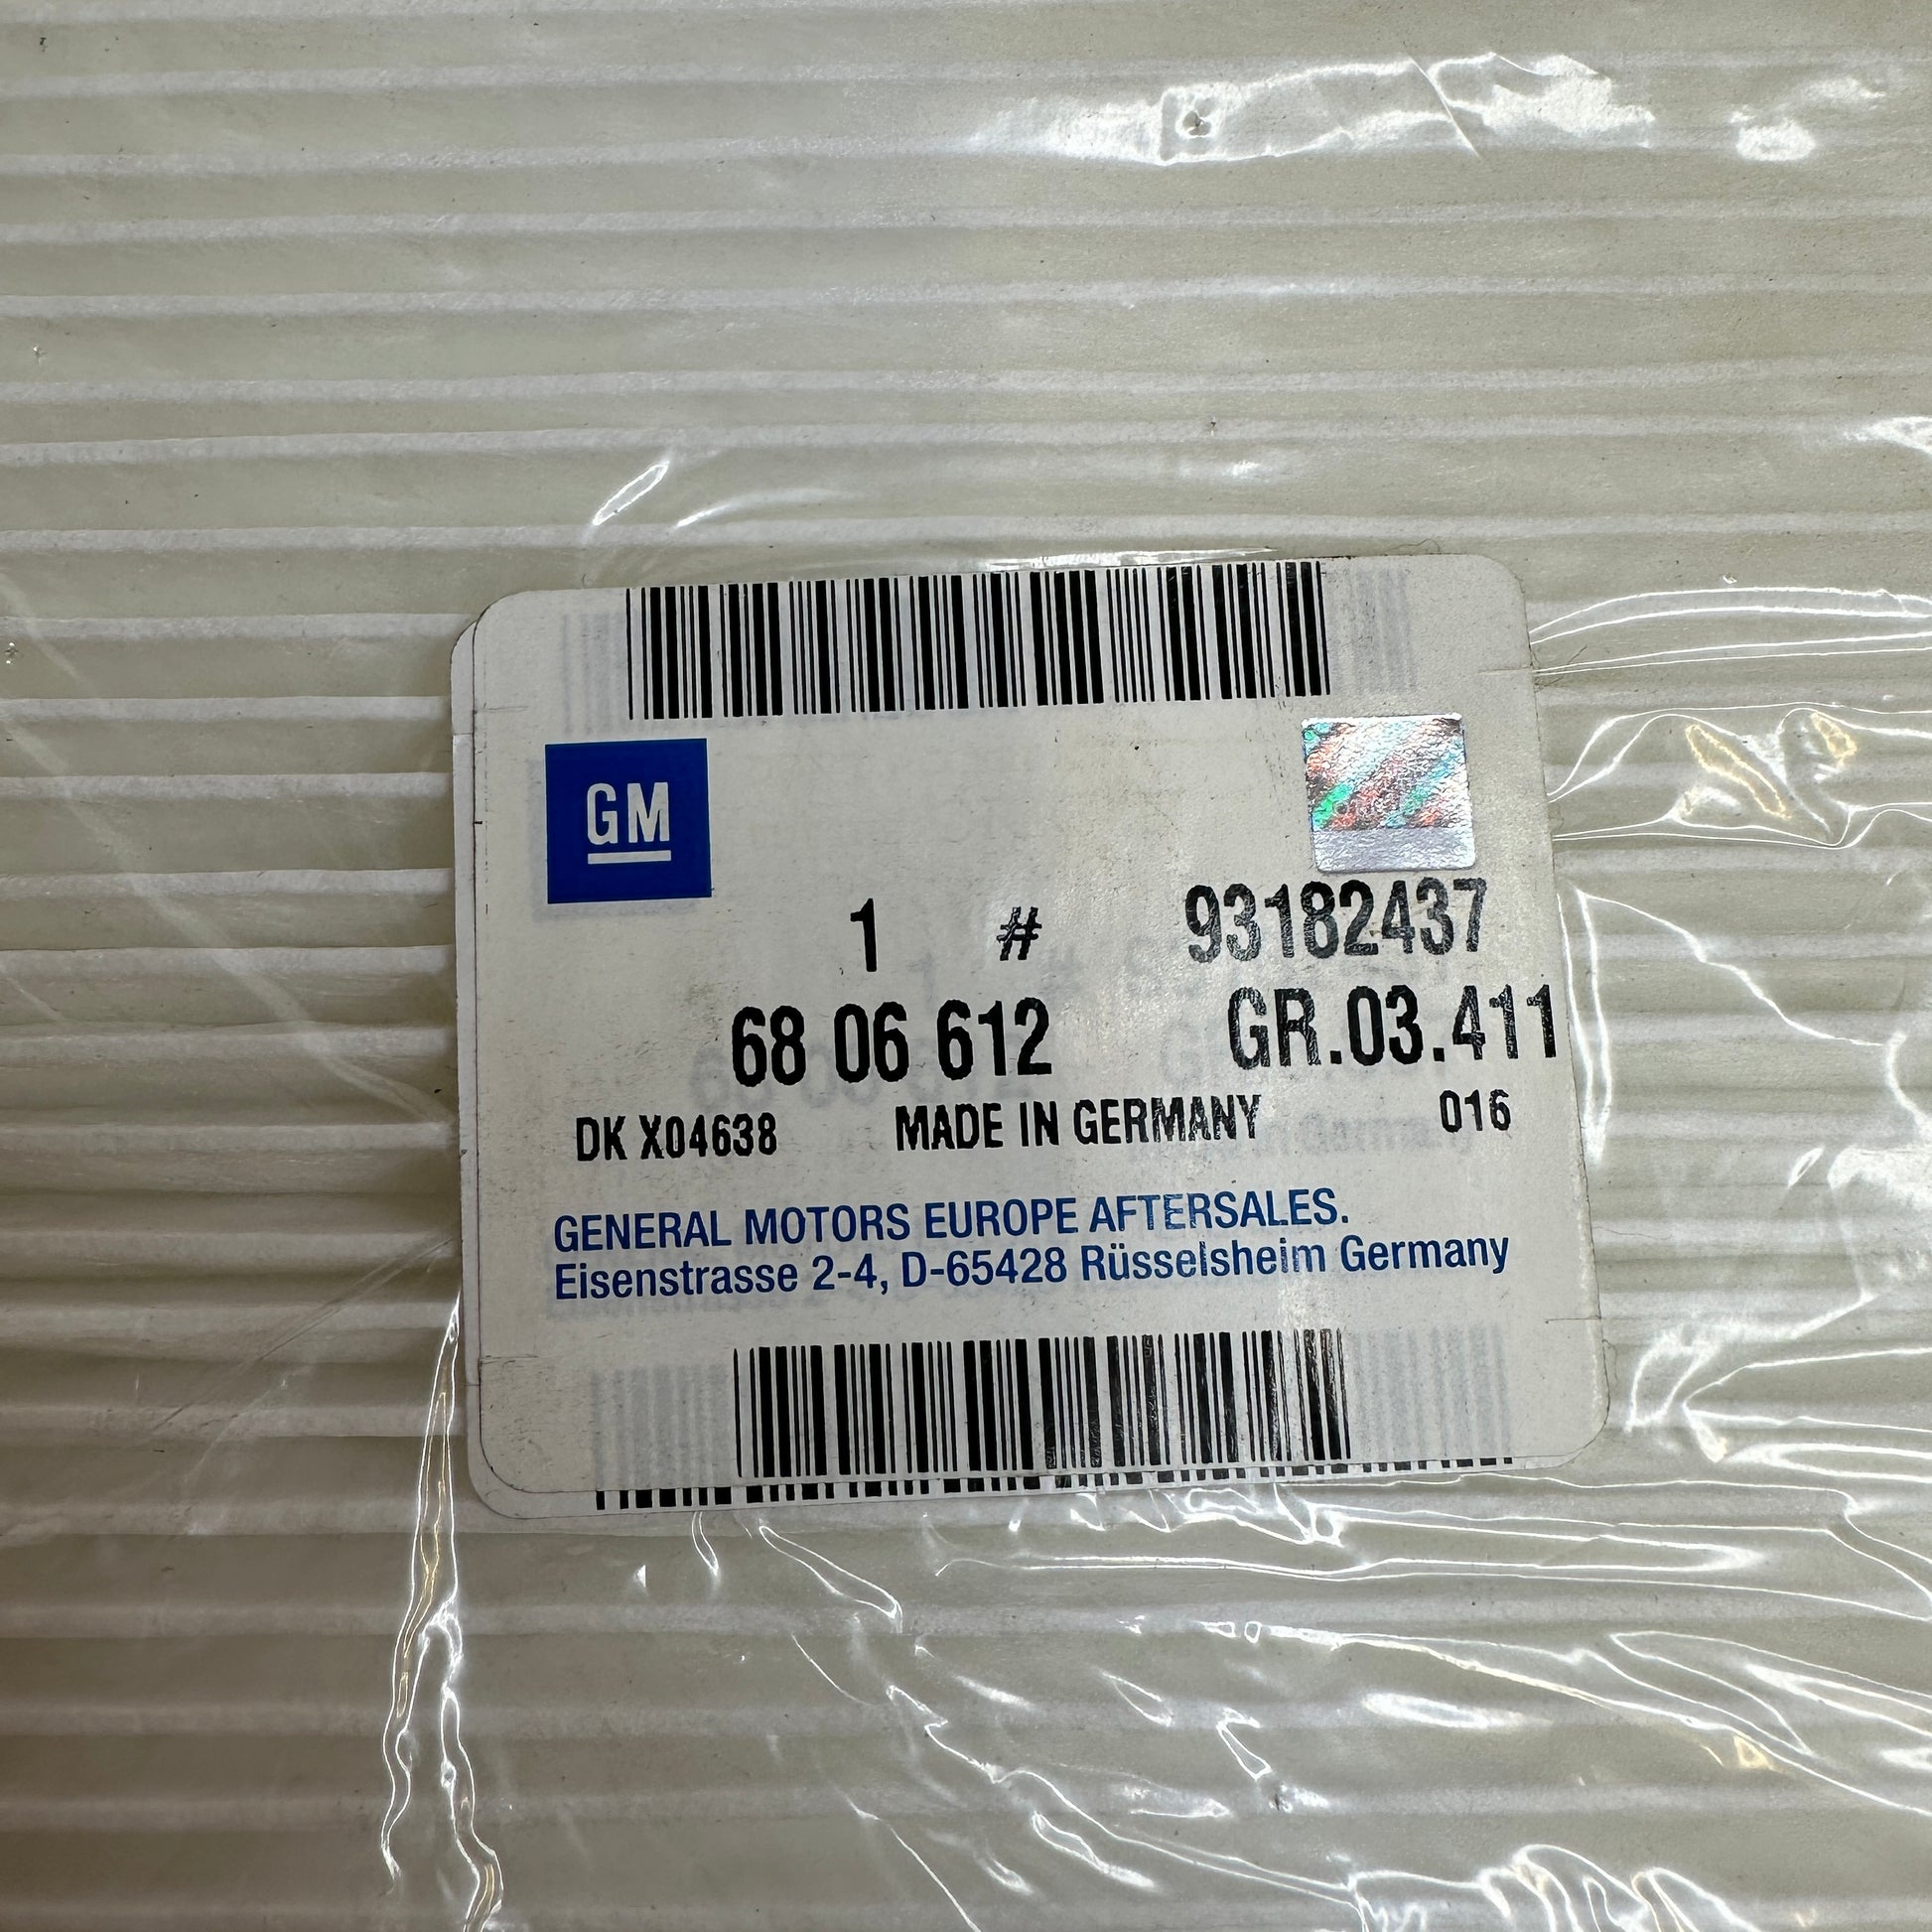 GM
1 # 93182437
68 06 612 GR.03.411
DK X04638 MADE IN GERMANY 016
GENERAL MOTORS EUROPE AFTERSALES.
Eisenstrasse 2-4, D-65428 Rüsselsheim Germany